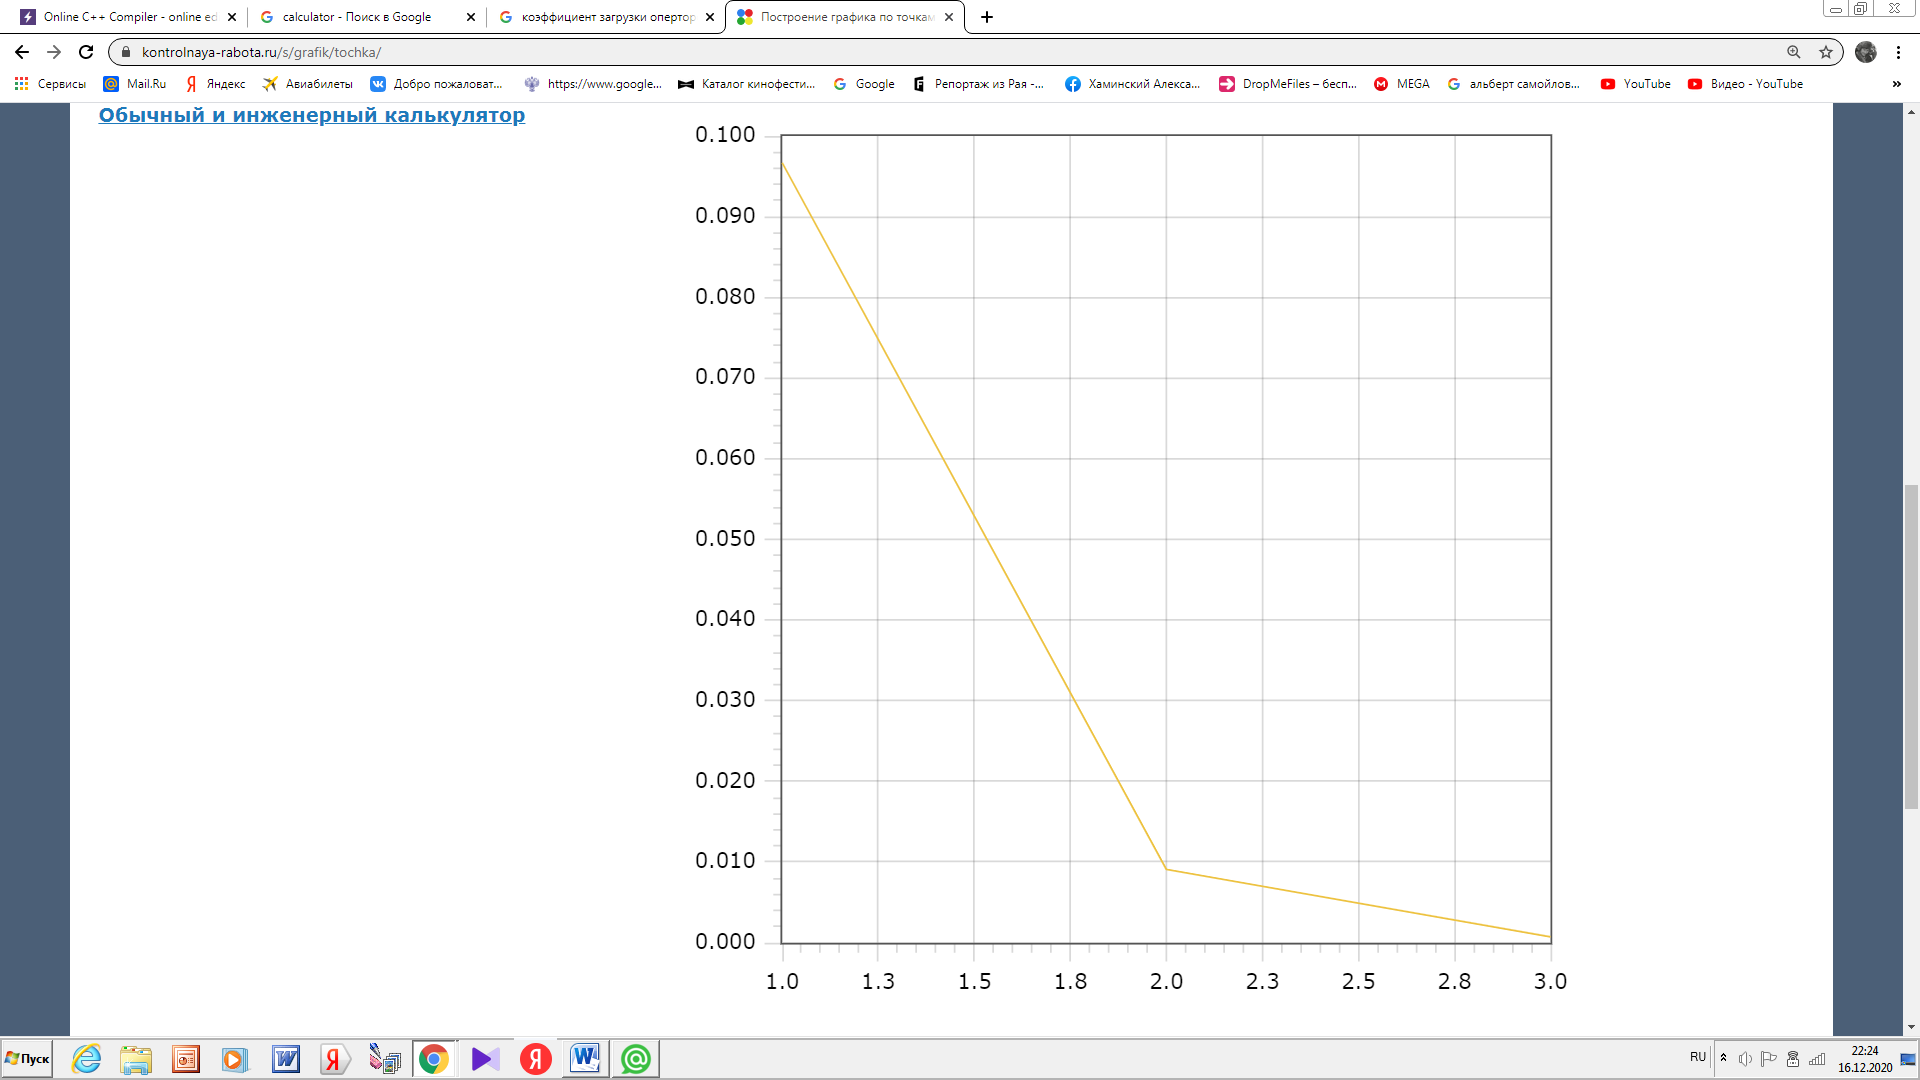 Online C++ Compiler - online ed
calculator - Поиск в Google
коэффициент загрузки опертор
Построение графика по точкам
kontrolnaya-rabota.ru/s/grafik/tochka/
Сервисы
Mail.Ru
Яндекс
Авиабилеты
Добро пожаловат...
https://www.google...
Каталог кинофести...
Google
Репортаж из Рая -...
Хаминский Алекса...
DropMeFiles – бесп...
MEGA
альберт самойлов...
YouTube
Видео - YouTube
»
Обычный и инженерный калькулятор
0.100
0.090
0.080
0.070
0.060
0.050
0.040
0.030
0.020
0.010
0.000
1.0 1.3 1.5 1.8 2.0 2.3 2.5 2.8 3.0
Пуск
RU
22:24
16.12.2020